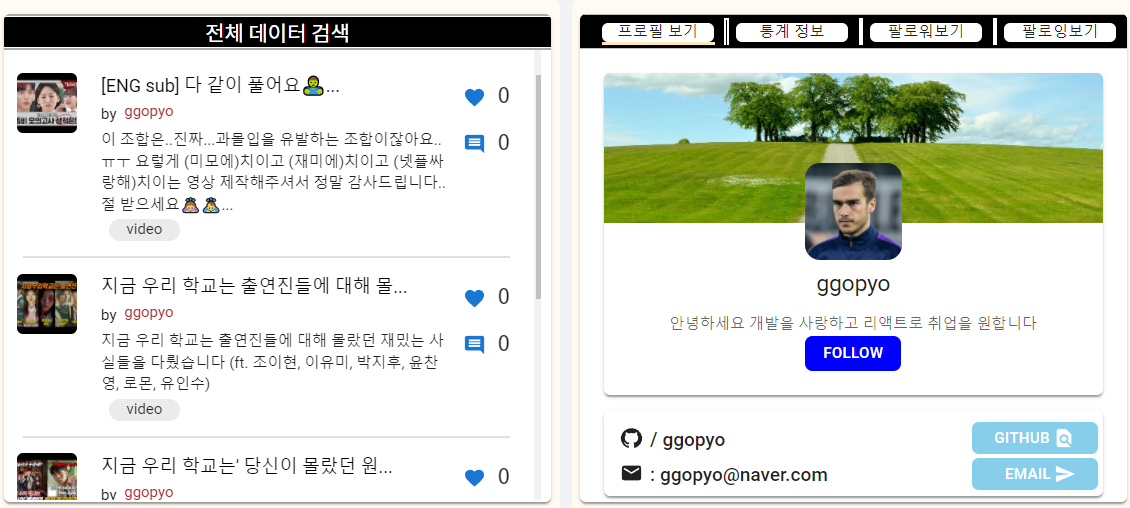 전체 데이터 검색
[ENG sub] 다 같이 풀어요🧟‍♂️...
by ggopyo
이 조합은..진짜...과몰입을 유발하는 조합이잖아요..
ㅠㅜ 요렇게 (미모에)치이고 (재미에)치이고 (넷플싸
랑해)치이는 영상 제작해주셔서 정말 감사드립니다..
절 받으세요🙇‍♀️🙇...
video
0
0
지금 우리 학교는 출연진들에 대해 몰...
by ggopyo
지금 우리 학교는 출연진들에 대해 몰랐던 재밌는 사
실들을 다뤘습니다 (ft. 조이현, 이유미, 박지후, 윤찬
영, 로몬, 유인수)
video
0
0
지금 우리 학교는' 당신이 몰랐던 원...
by ggopyo
0
프로필 보기
통계 정보
팔로워보기
팔로잉보기
ggopyo
안녕하세요 개발을 사랑하고 리액트로 취업을 원합니다
FOLLOW
/ ggopyo
GITHUB
: ggopyo@naver.com
EMAIL